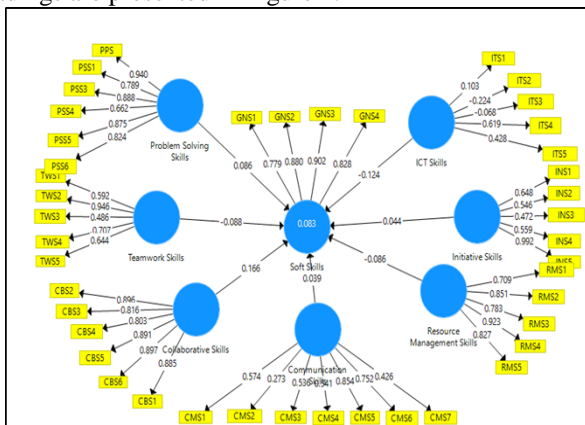 PPS
PSS1
PSS3
PSS4
PSS5
PSS6
0.940
0.789
0.888
0.662
0.875
0.824
Problem Solving
Skills
0.086
GNS1
GNS2
GNS3
GNS4
0.779
0.880
0.902
0.828
ITS1
ITS2
ITS3
ITS4
ITS5
0.103
-0.224
-0.068
0.619
0.428
ICT Skills
-0.124
TWS1
TWS2
TWS3
TWS4
TWS5
0.592
0.946
0.486
0.707
0.644
Teamwork Skills
-0.088
0.083
Soft Skills
0.044
INS1
INS2
INS3
INS4
INS5
0.648
0.546
0.472
0.559
0.992
Initiative Skills
-0.086
RMS1
RMS2
RMS3
RMS4
RMS5
0.709
0.851
0.783
0.923
0.827
Resource
Management Skills
0.166
CBS2
CBS3
CBS4
CBS5
CBS6
CBS1
0.896
0.816
0.803
0.891
0.897
0.885
Collaborative Skills
0.039
Communication
0.574
0.273
0.536
0.541
0.854
0.752
0.426
CMS1
CMS2
CMS3
CMS4
CMS5
CMS6
CMS7